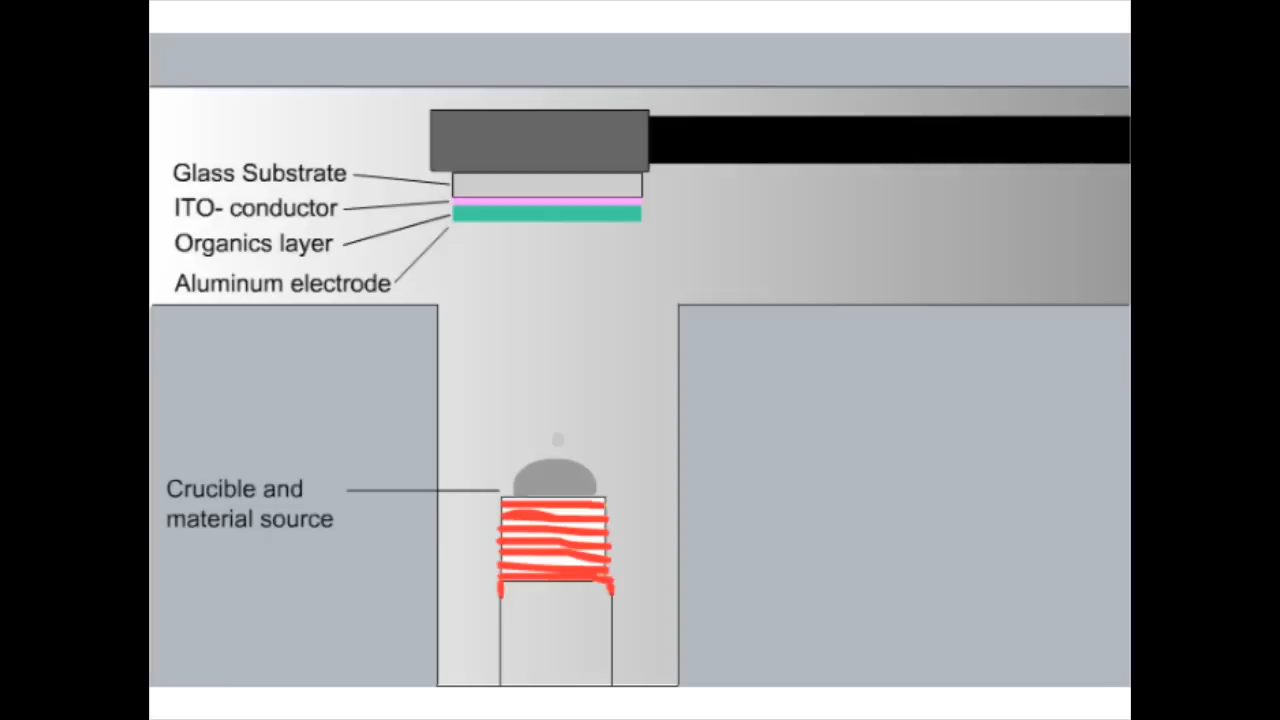 Glass Substrate
ITO- conductor
Organics layer
Aluminum electrode
Crucible and
material source